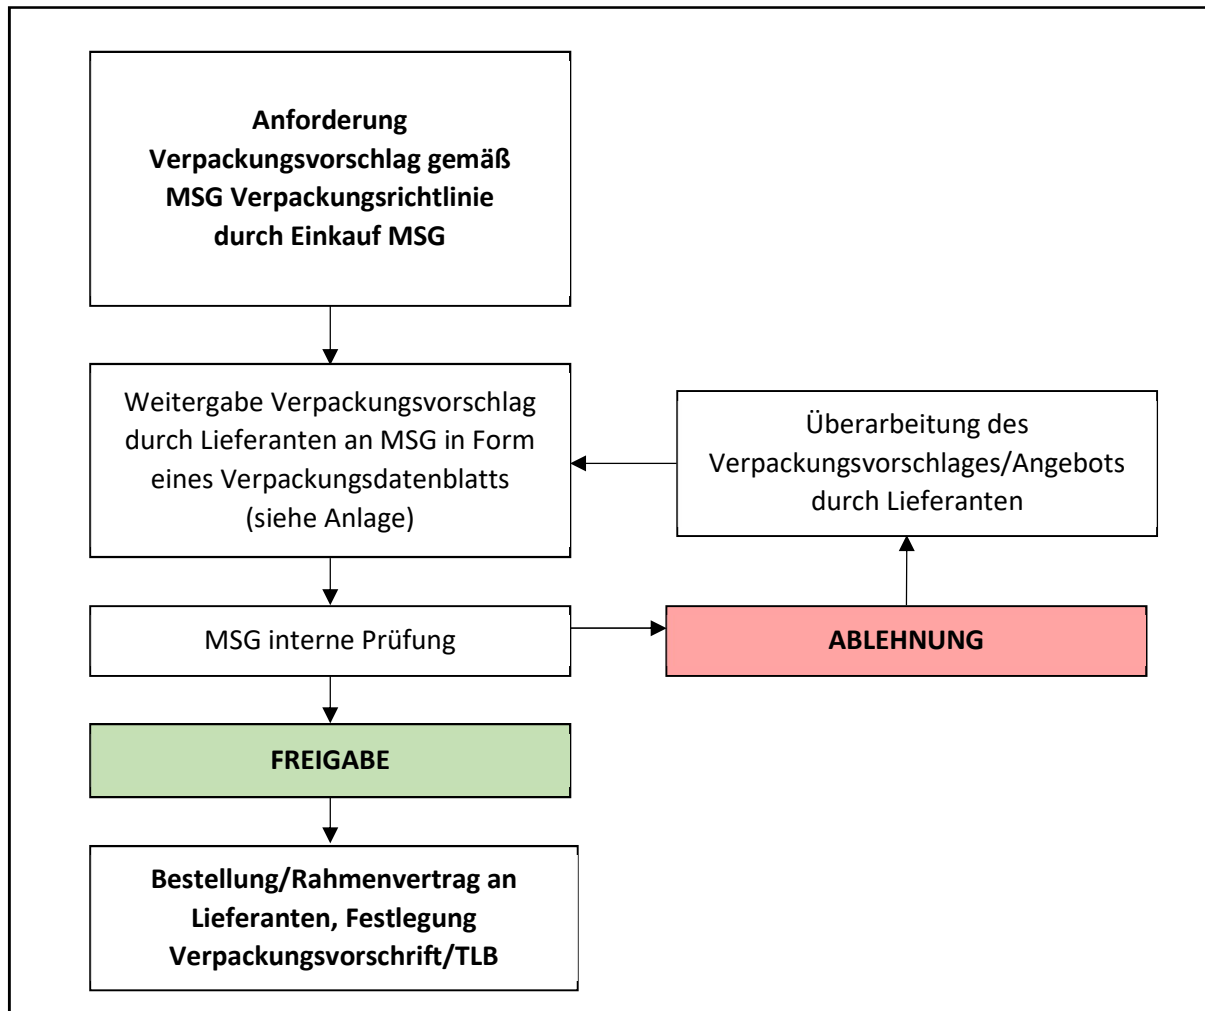 Anforderung
Verpackungsvorschlag gemäß
MSG Verpackungsrichtlinie
durch Einkauf MSG
Weitergabe Verpackungsvorschlag
durch Lieferanten an MSG in Form
eines Verpackungsdatenblatts
(siehe Anlage)
Überarbeitung des
Verpackungsvorschlages/Angebots
durch Lieferanten
MSG interne Prüfung
ABLEHNUNG
FREIGABE
Bestellung/Rahmenvertrag an
Lieferanten, Festlegung
Verpackungsvorschrift/TLB